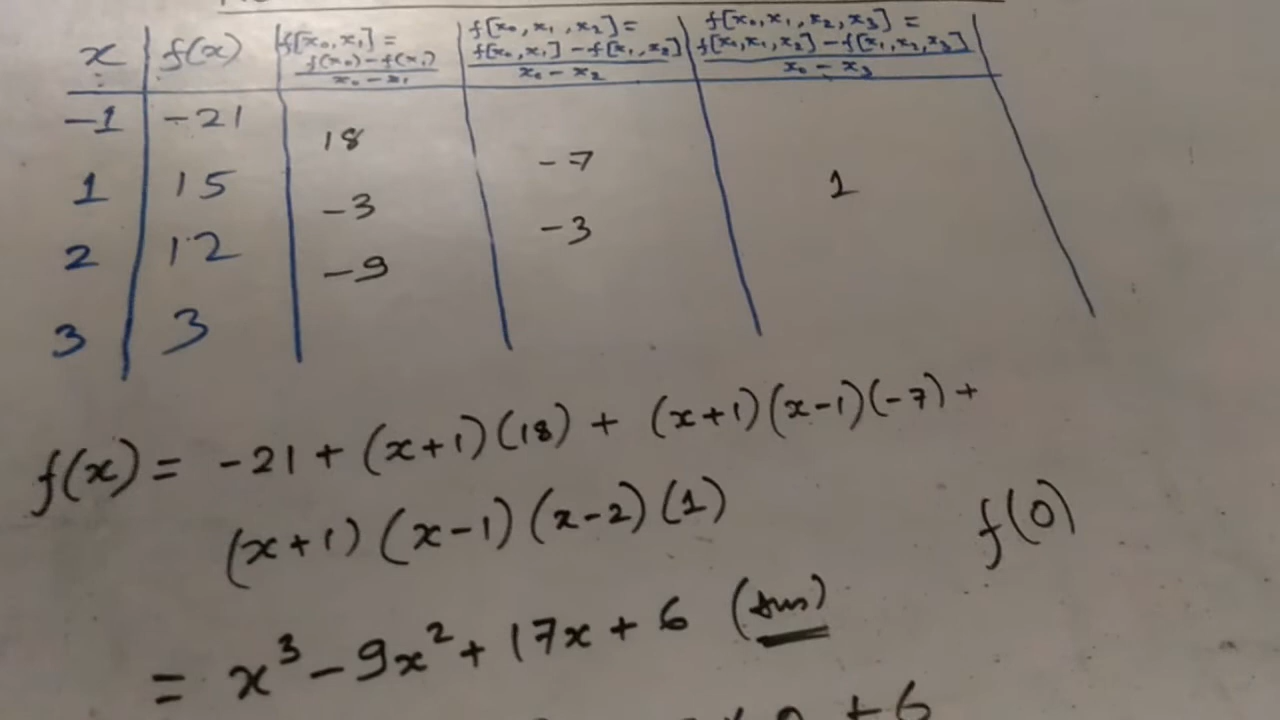 x | f(x) | f[x₀,x₁] = f(x₀)-f(x₁) / x₀-x₁ | f[x₀,x₁,x₂] = f[x₀,x₁]-f[x₁,x₂] / x₀-x₂ | f[x₀,x₁,x₂,x₃] = f[x₀,x₁,x₂]-f[x₁,x₂,x₃] / x₀-x₃
-1 -21
18
-7
1 15
1
-3
-3
2 12
-9
3 3
f(x) = -21 + (x+1)(18) + (x+1)(x-1)(-7) +
(x+1)(x-1)(x-2)(1)
f(0)
= x³ - 9x² + 17x + 6 (Ans)
+ 6